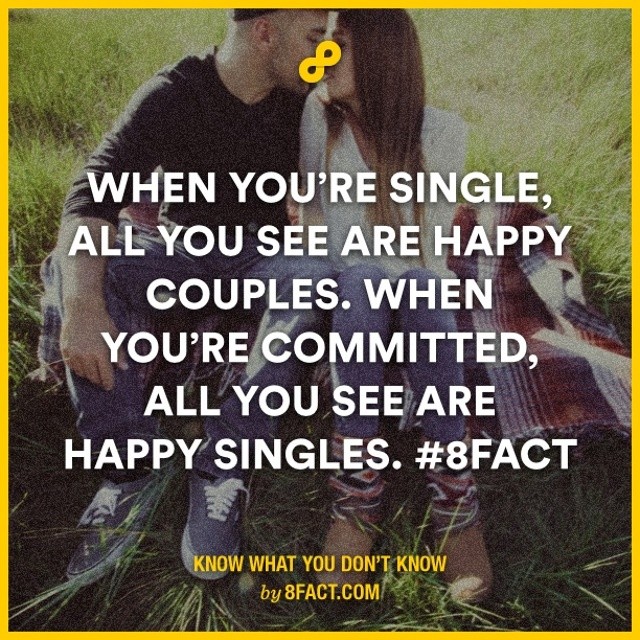 WHEN YOU'RE SINGLE,
ALL YOU SEE ARE HAPPY
COUPLES. WHEN
YOU'RE COMMITTED,
ALL YOU SEE ARE
HAPPY SINGLES. #8FACT
KNOW WHAT YOU DON'T KNOW
by 8FACT.COM